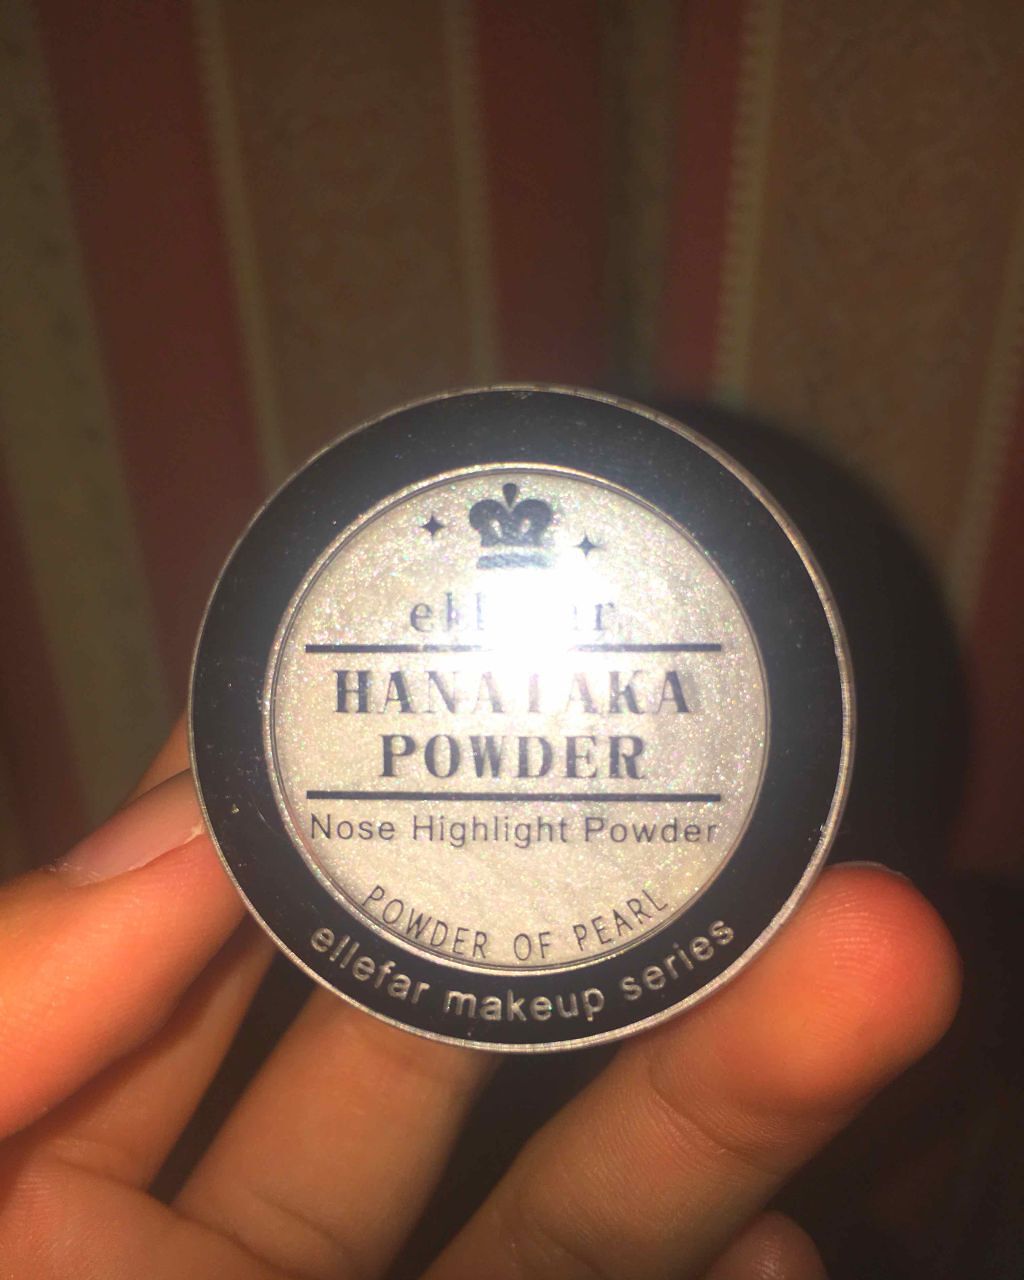 HANATAKA
POWDER
Nose Highlight Powder
POWDER OF PEARL
ellefar makeup series